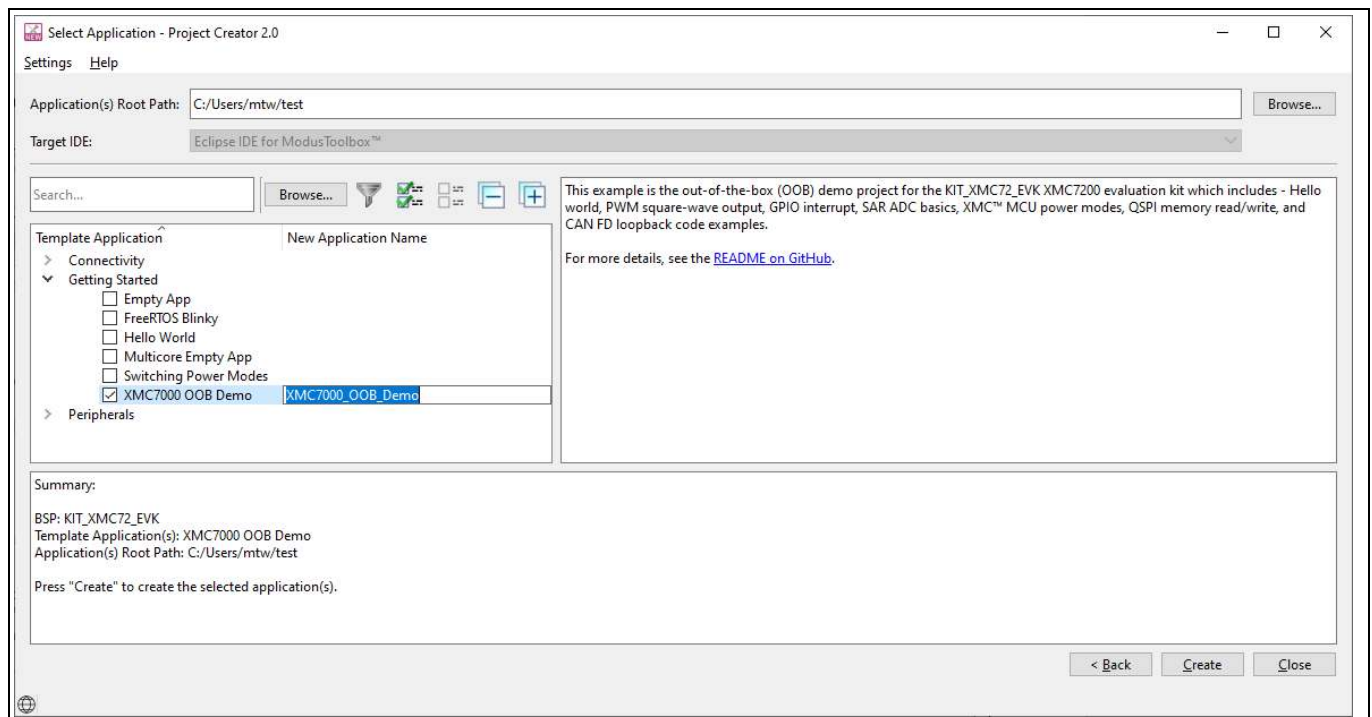 Select Application - Project Creator 2.0
Settings Help
Application(s) Root Path: C:/Users/mtw/test Browse...
Target IDE: Eclipse IDE for ModusToolbox™
Search... Browse...
Template Application New Application Name
Connectivity
Getting Started
Empty App
FreeRTOS Blinky
Hello World
Multicore Empty App
Switching Power Modes
XMC7000 OOB Demo XMC7000_OOB_Demo
Peripherals
This example is the out-of-the-box (OOB) demo project for the KIT_XMC72_EVK XMC7200 evaluation kit which includes - Hello
world, PWM square-wave output, GPIO interrupt, SAR ADC basics, XMC™ MCU power modes, QSPI memory read/write, and
CAN FD loopback code examples.
For more details, see the README on GitHub.
Summary:
BSP: KIT_XMC72_EVK
Template Application(s): XMC7000 OOB Demo
Application(s) Root Path: C:/Users/mtw/test
Press "Create" to create the selected application(s).
< Back Create Close